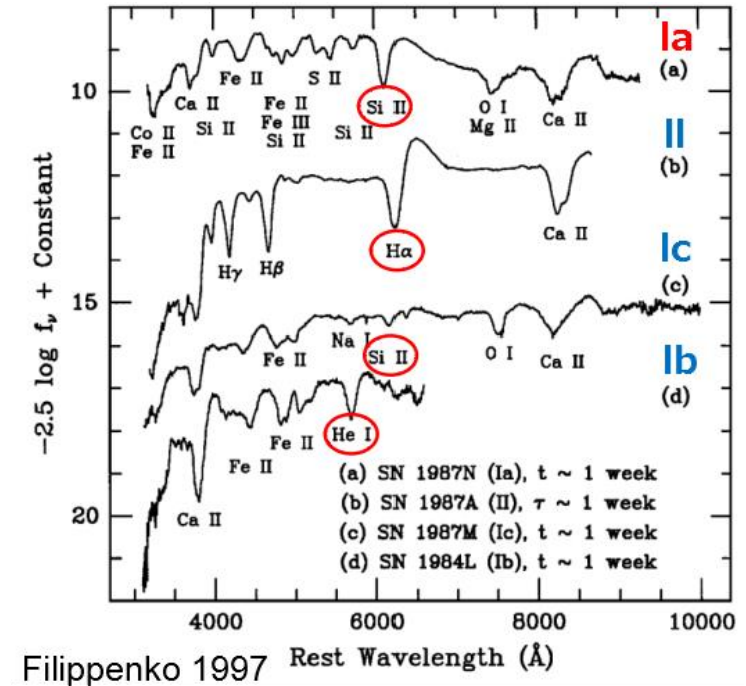 Ia
(a)
10
Fe II
S II
Ca II
Si II
Co II
Fe II
Fe II
Fe III
Si II
Si II
Si II
O I
Mg II
Ca II
II
(b)
Hγ
Hβ
Hα
Ca II
Ic
(c)
15
Fe II
Na I
Si II
O I
Ca II
Ib
(d)
Ca II
Fe II
Fe II
He I
20
(a) SN 1987N (Ia), t ~ 1 week
(b) SN 1987A (II), τ ~ 1 week
(c) SN 1987M (Ic), t ~ 1 week
(d) SN 1984L (Ib), t ~ 1 week
-2.5 log fν + Constant
4000
6000
8000
10000
Rest Wavelength (Å)
Filippenko 1997